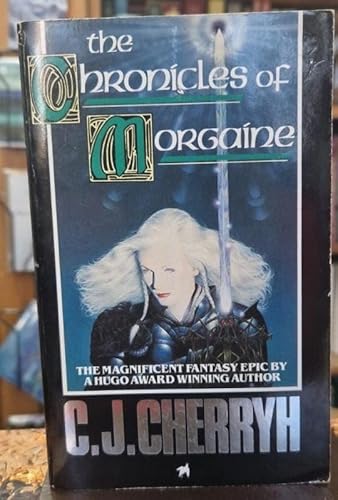 the
Chronicles of
Morgaine
THE MAGNIFICENT FANTASY EPIC BY
A HUGO AWARD WINNING AUTHOR
C.J.CHERRYH